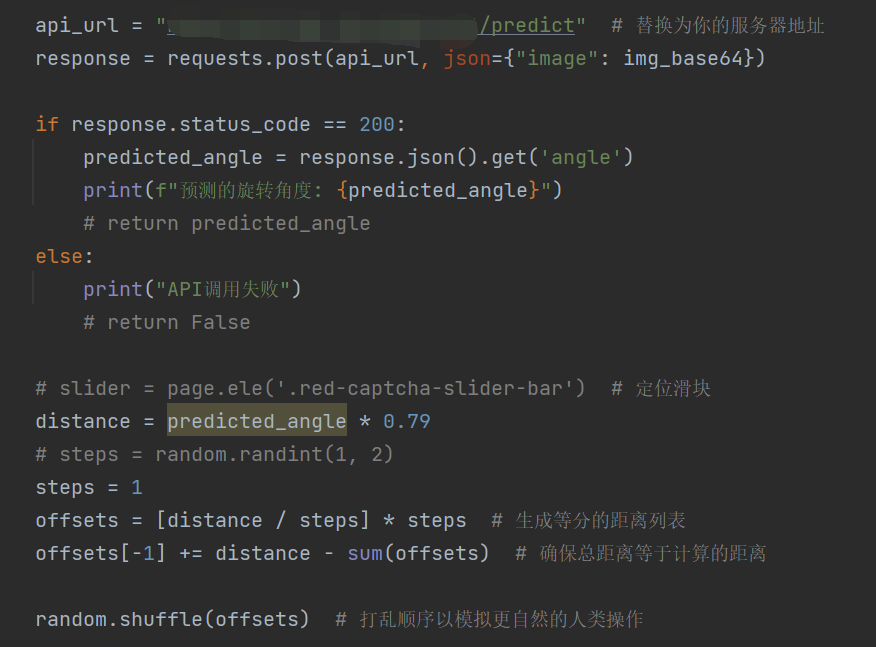 api_url = "/predict"  # 替换为你的服务器地址
response = requests.post(api_url, json={"image": img_base64})
if response.status_code == 200:
    predicted_angle = response.json().get('angle')
    print(f"预测的旋转角度: {predicted_angle}")
    # return predicted_angle
else:
    print("API调用失败")
    # return False
# slider = page.ele('.red-captcha-slider-bar')  # 定位滑块
distance = predicted_angle * 0.79
# steps = random.randint(1, 2)
steps = 1
offsets = [distance / steps] * steps  # 生成等分的距离列表
offsets[-1] += distance - sum(offsets)  # 确保总距离等于计算的距离
random.shuffle(offsets)  # 打乱顺序以模拟更自然的人类操作